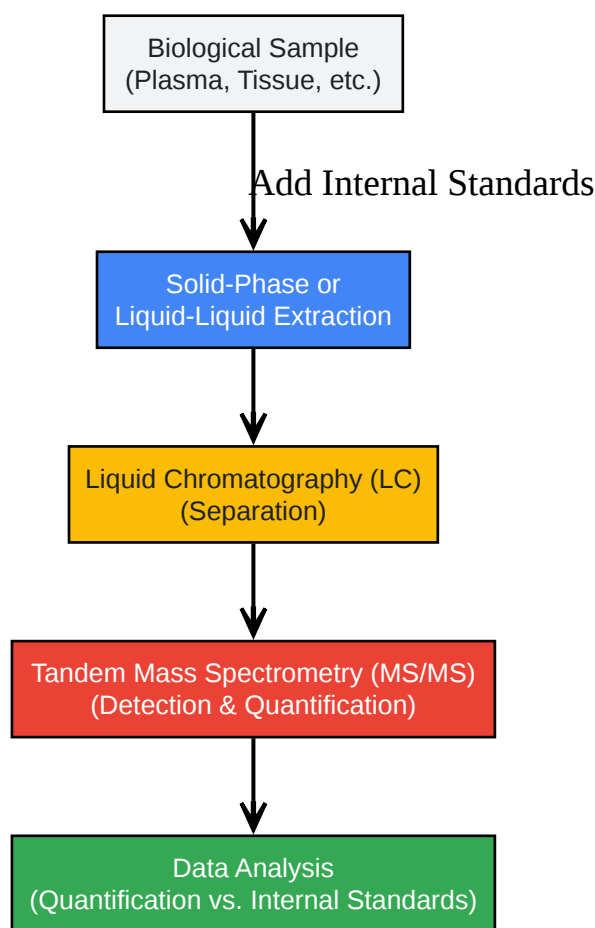 Biological Sample
(Plasma, Tissue, etc.)
Add Internal Standards
Solid-Phase or
Liquid-Liquid Extraction
Liquid Chromatography (LC)
(Separation)
Tandem Mass Spectrometry (MS/MS)
(Detection & Quantification)
Data Analysis
(Quantification vs. Internal Standards)